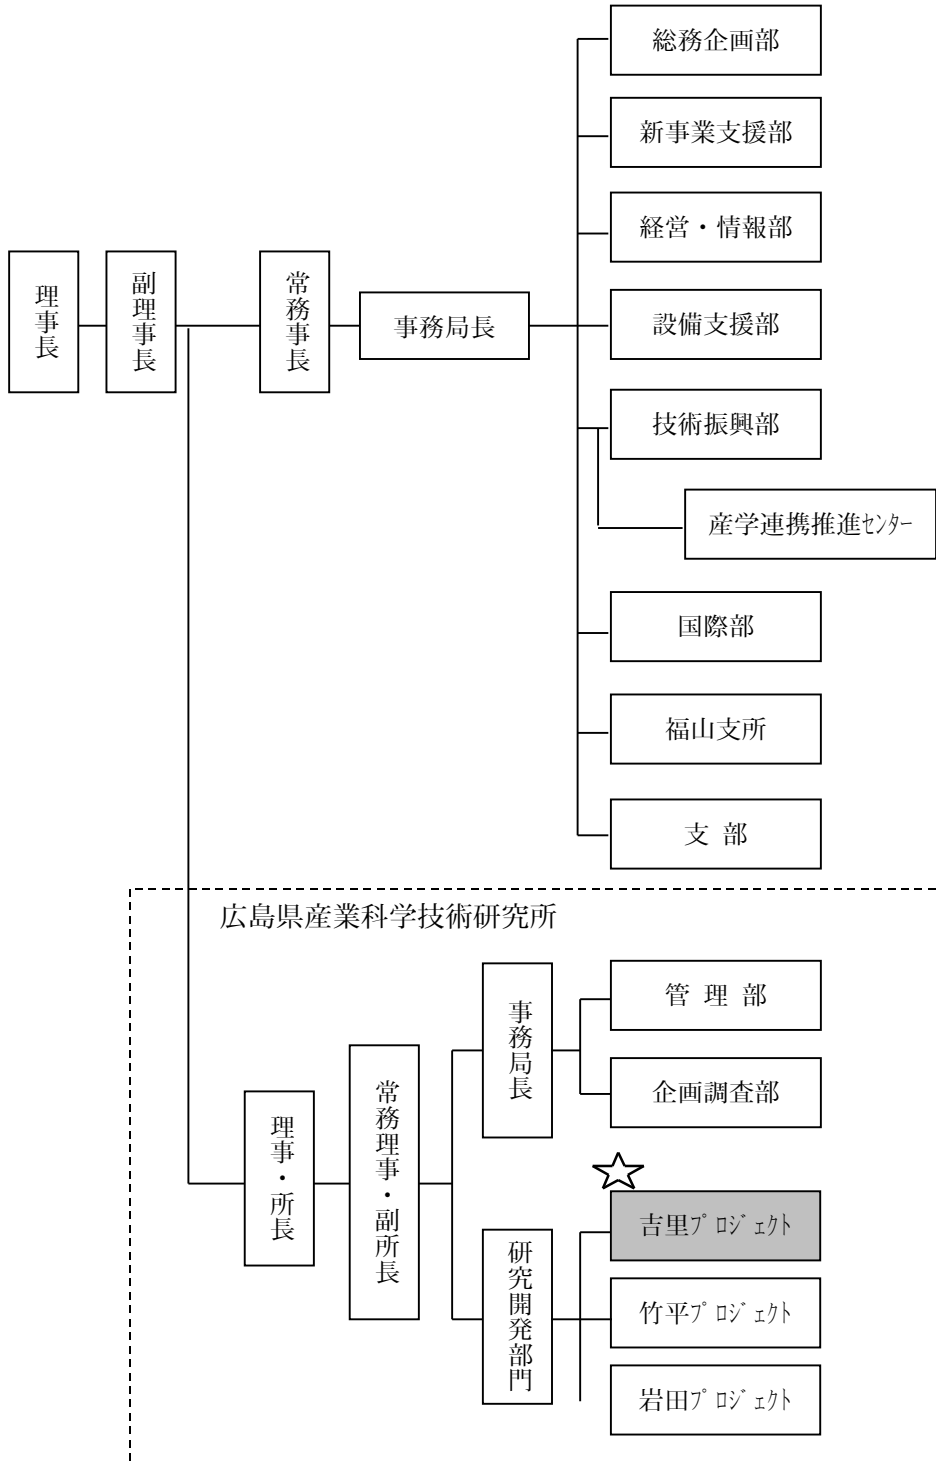 総務企画部
新事業支援部
経営・情報部
理事長
副理事長
常務事長
事務局長
設備支援部
技術振興部
産学連携推進ｾﾝﾀｰ
国際部
福山支所
支 部
広島県産業科学技術研究所
理事・所長
常務理事・副所長
事務局長
管 理 部
企画調査部
研究開発部門
吉里ﾌﾟﾛｼﾞｪｸﾄ
竹平ﾌﾟﾛｼﾞｪｸﾄ
岩田ﾌﾟﾛｼﾞｪｸﾄ